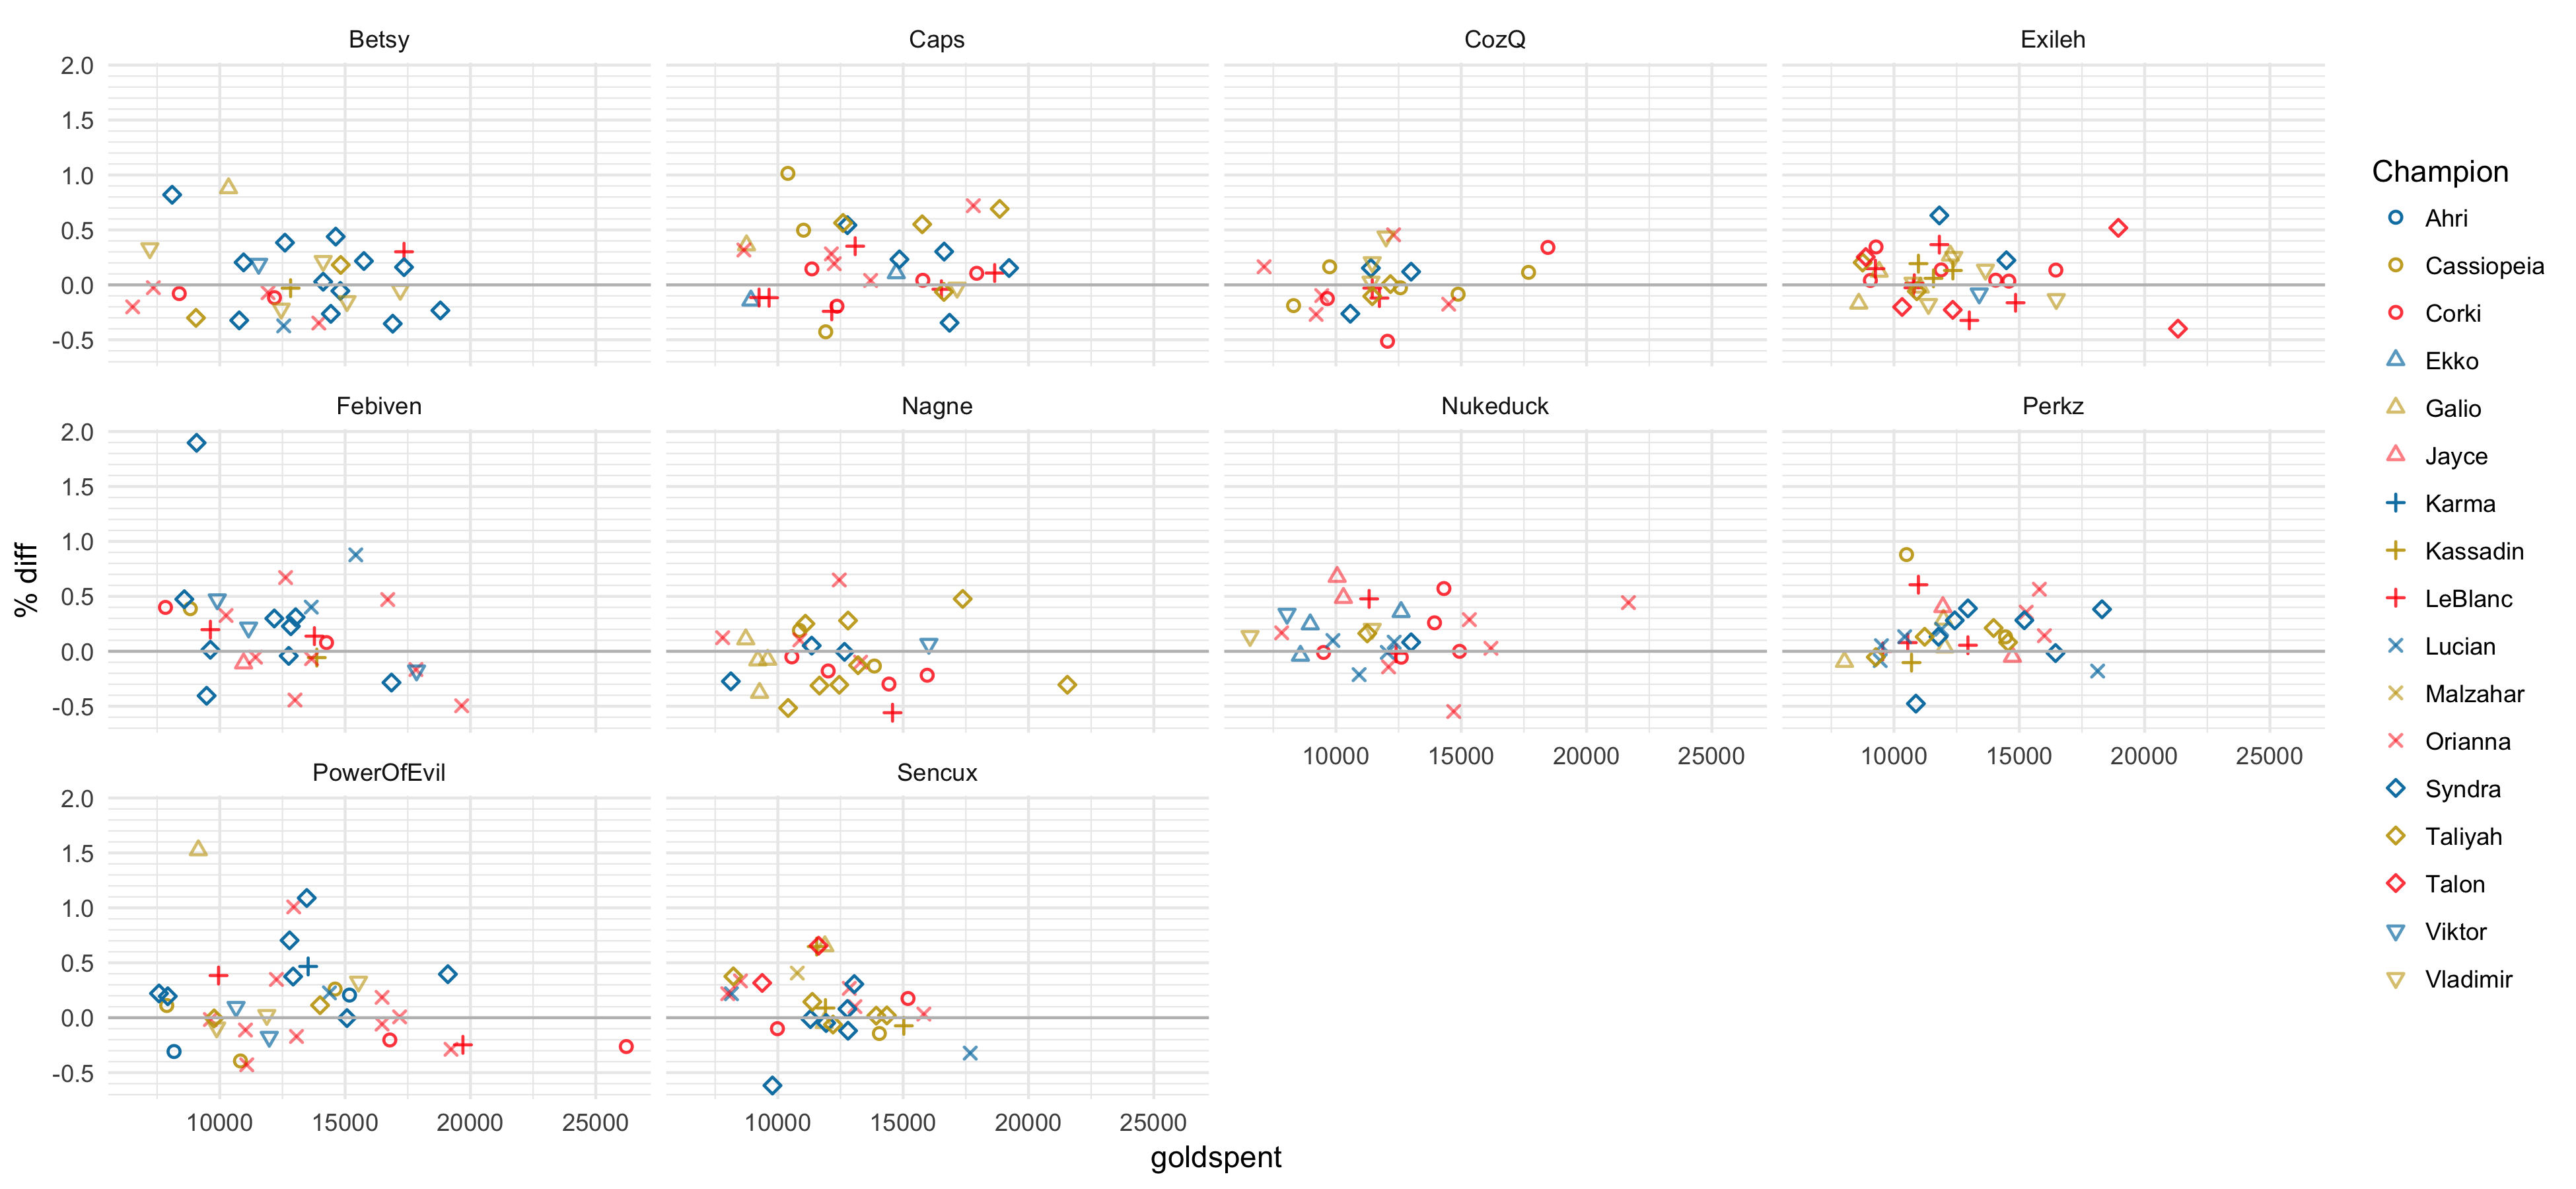 Betsy
Caps
CozQ
Exileh
2.0
1.5
1.0
0.5
0.0
-0.5
Febiven
Nagne
Nukeduck
Perkz
2.0
1.5
1.0
0.5
0.0
-0.5
10000 15000 20000 25000
10000 15000 20000 25000
PowerOfEvil
Sencux
2.0
1.5
1.0
0.5
0.0
-0.5
10000 15000 20000 25000
10000 15000 20000 25000
goldspent
% diff
Champion
Ahri
Cassiopeia
Corki
Ekko
Galio
Jayce
Karma
Kassadin
LeBlanc
Lucian
Malzahar
Orianna
Syndra
Taliyah
Talon
Viktor
Vladimir